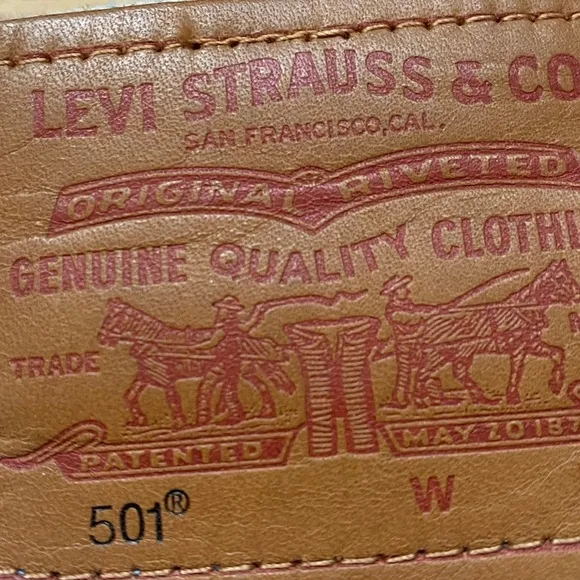 LEVI STRAUSS & CO
SAN FRANCISCO, CAL.
ORIGINAL RIVETED
GENUINE QUALITY CLOTHI
TRADE
PATENTED MAY 20 187
501® W